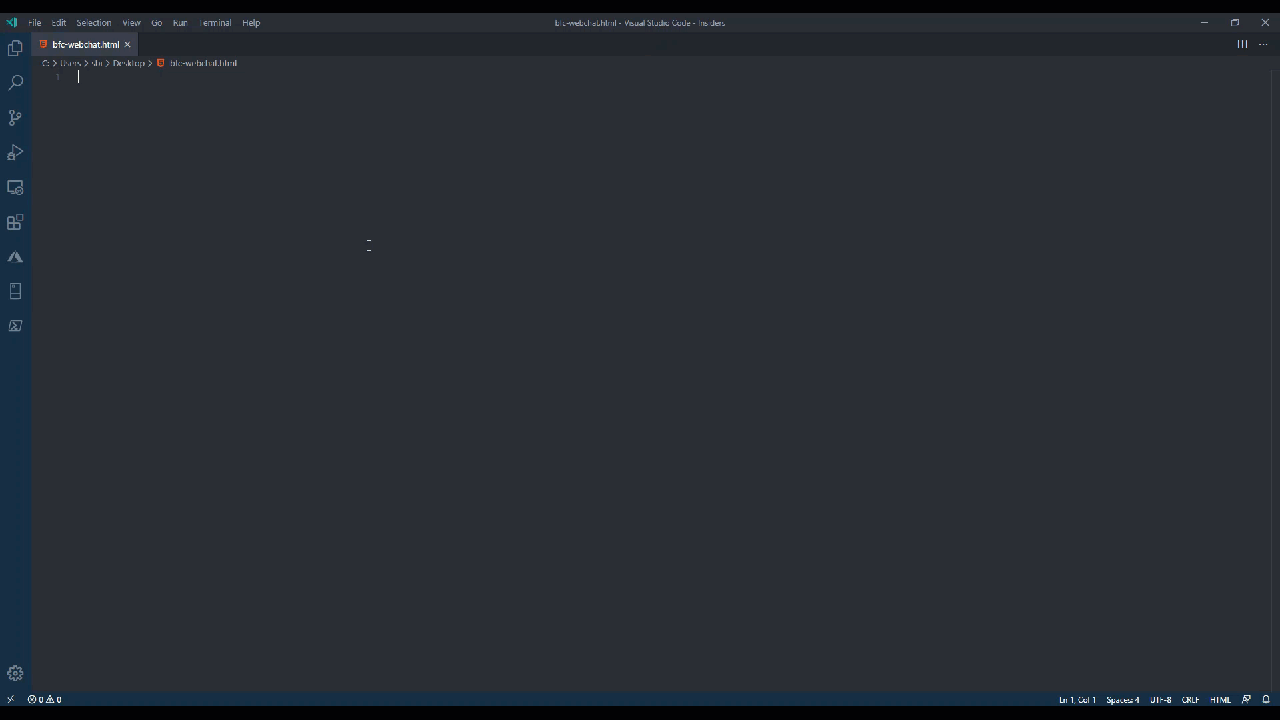 File Edit Selection View Go Run Terminal Help
bfc-webchat.html - Visual Studio Code - Insiders
bfc-webchat.html
C: > Users > Desktop > bfc-webchat.html
1
0 0
Ln 1, Col 1 Spaces: 4 UTF-8 CRLF HTML